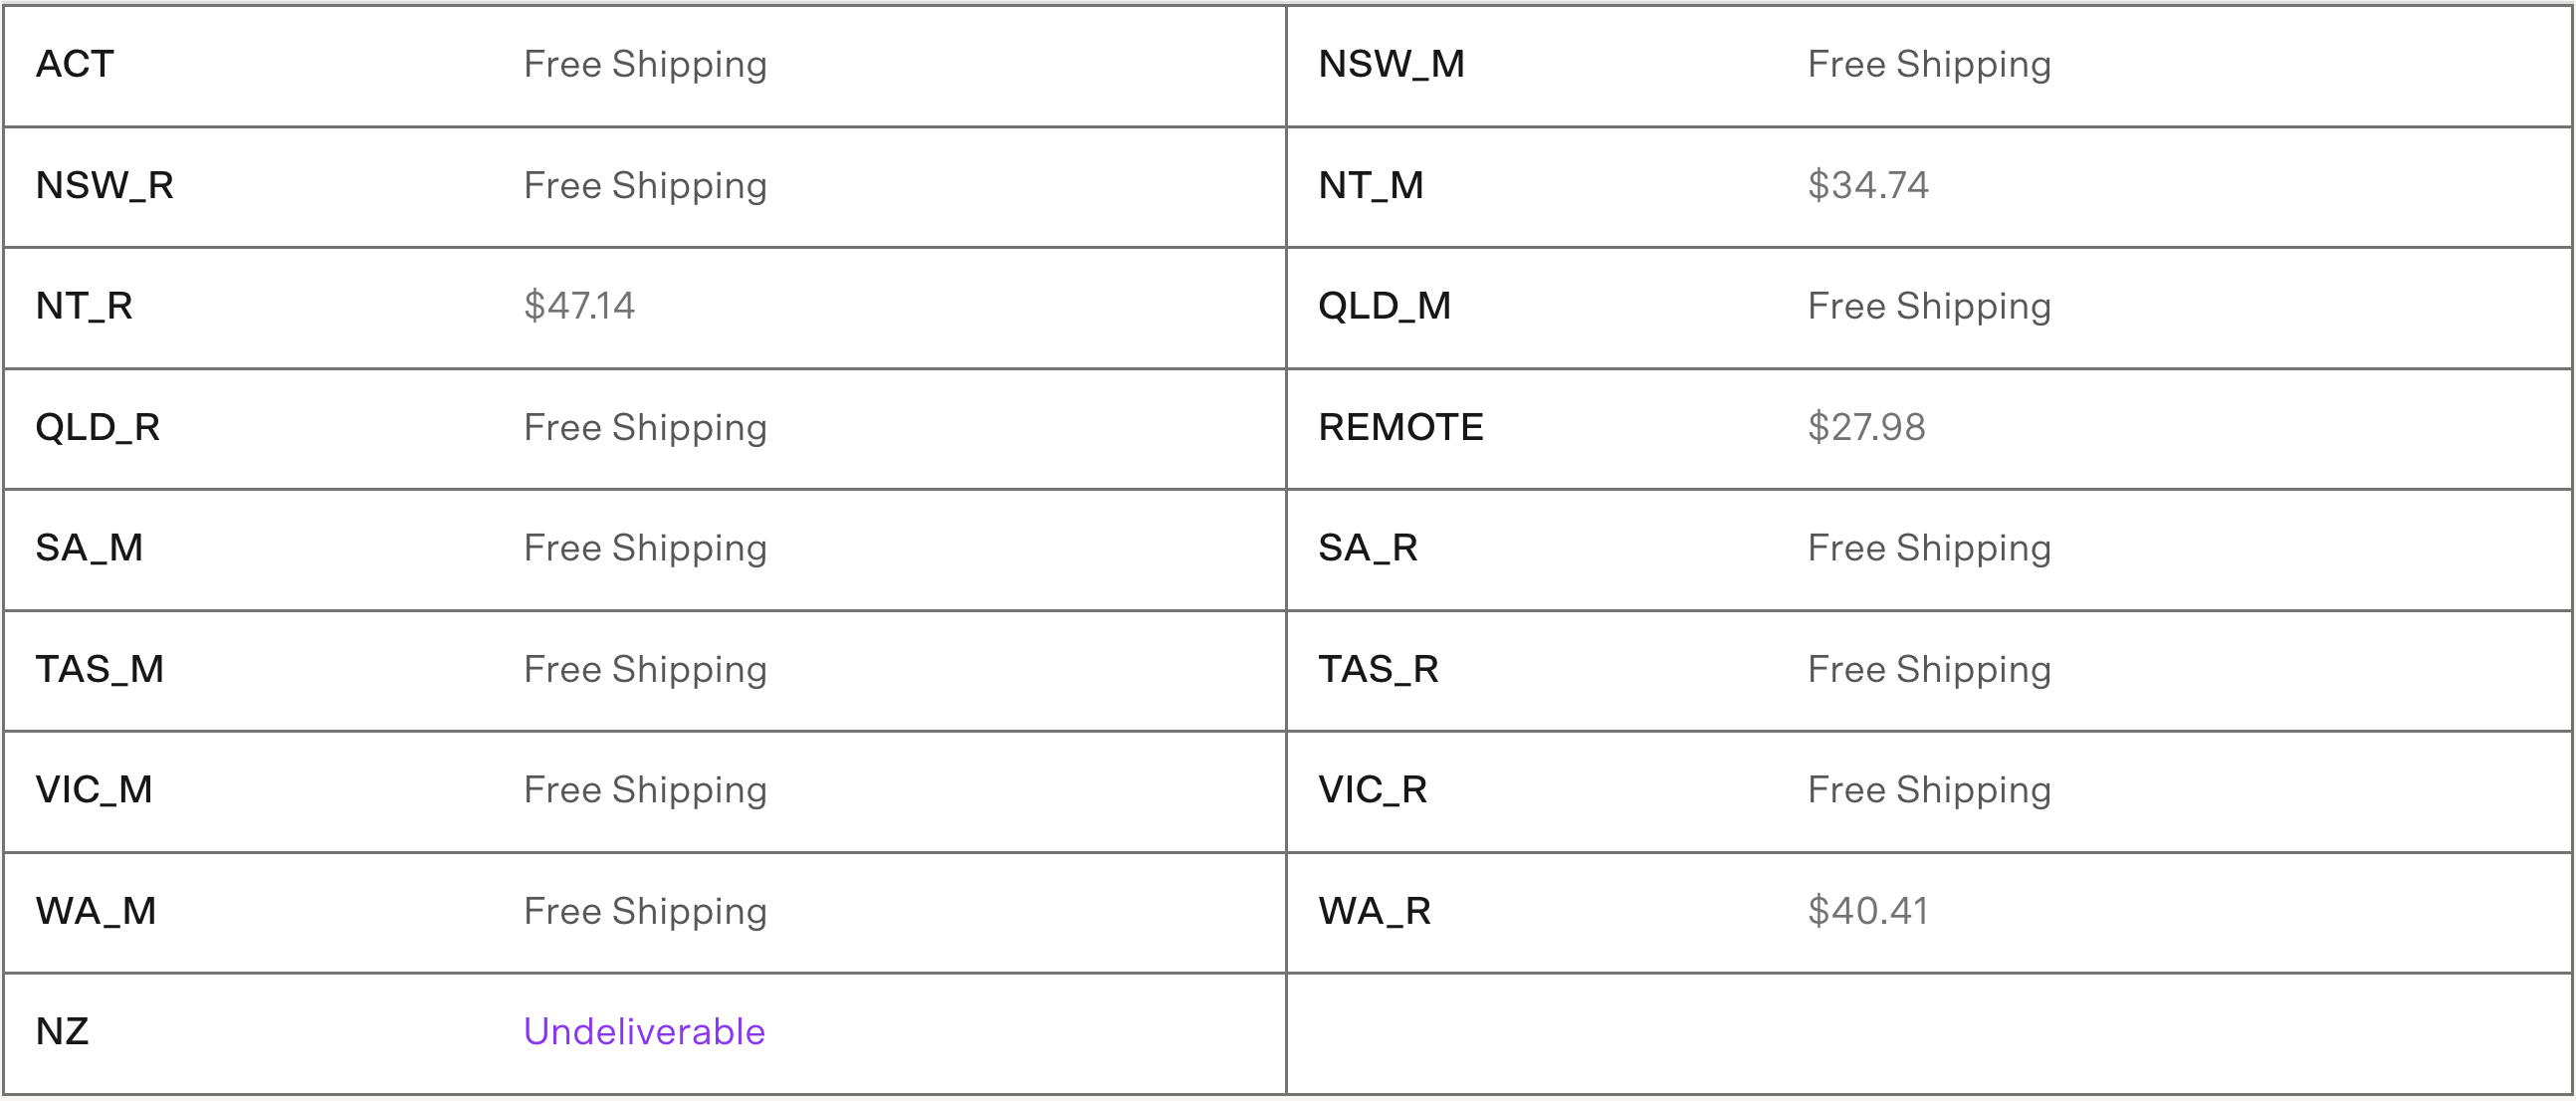 ACT Free Shipping NSW_M Free Shipping
NSW_R Free Shipping NT_M $34.74
NT_R $47.14 QLD_M Free Shipping
QLD_R Free Shipping REMOTE $27.98
SA_M Free Shipping SA_R Free Shipping
TAS_M Free Shipping TAS_R Free Shipping
VIC_M Free Shipping VIC_R Free Shipping
WA_M Free Shipping WA_R $40.41
NZ Undeliverable